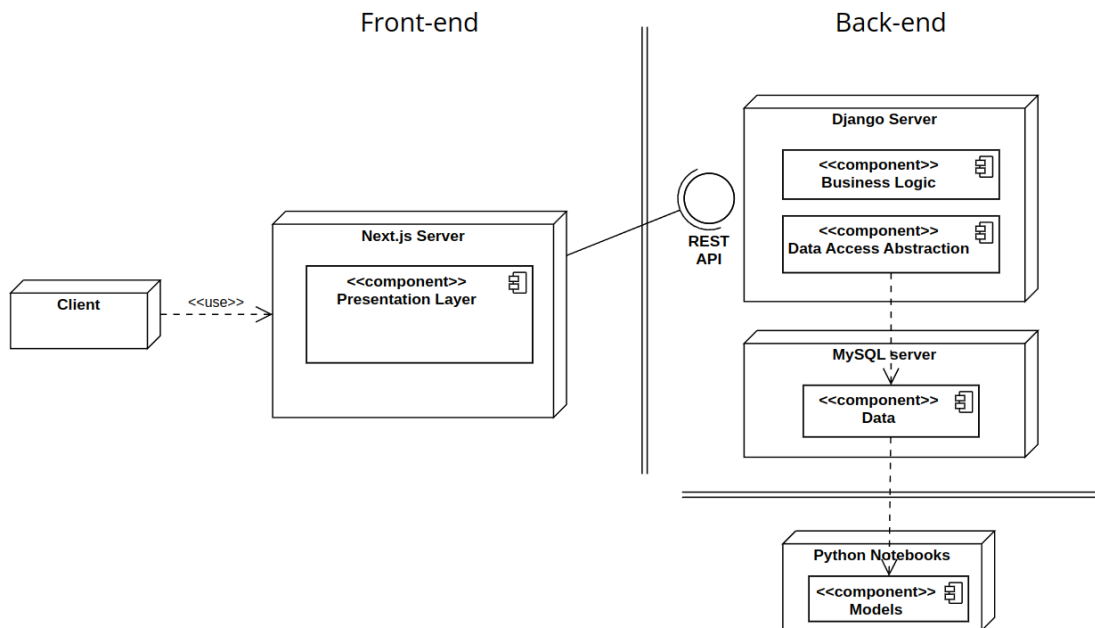 Front-end
Back-end
Client
<<use>>
Next.js Server
<<component>>
Presentation Layer
REST
API
Django Server
<<component>>
Business Logic
<<component>>
Data Access Abstraction
MySQL server
<<component>>
Data
Python Notebooks
<<component>>
Models